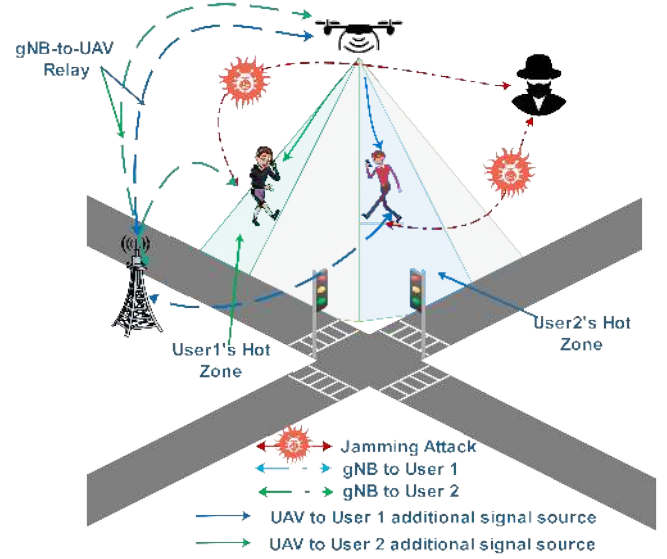 gNB-to-UAV
Relay
User1's Hot
Zone
User2's Hot
Zone
Jamming Attack
gNB to User 1
gNB to User 2
UAV to User 1 additional signal source
UAV to User 2 additional signal source